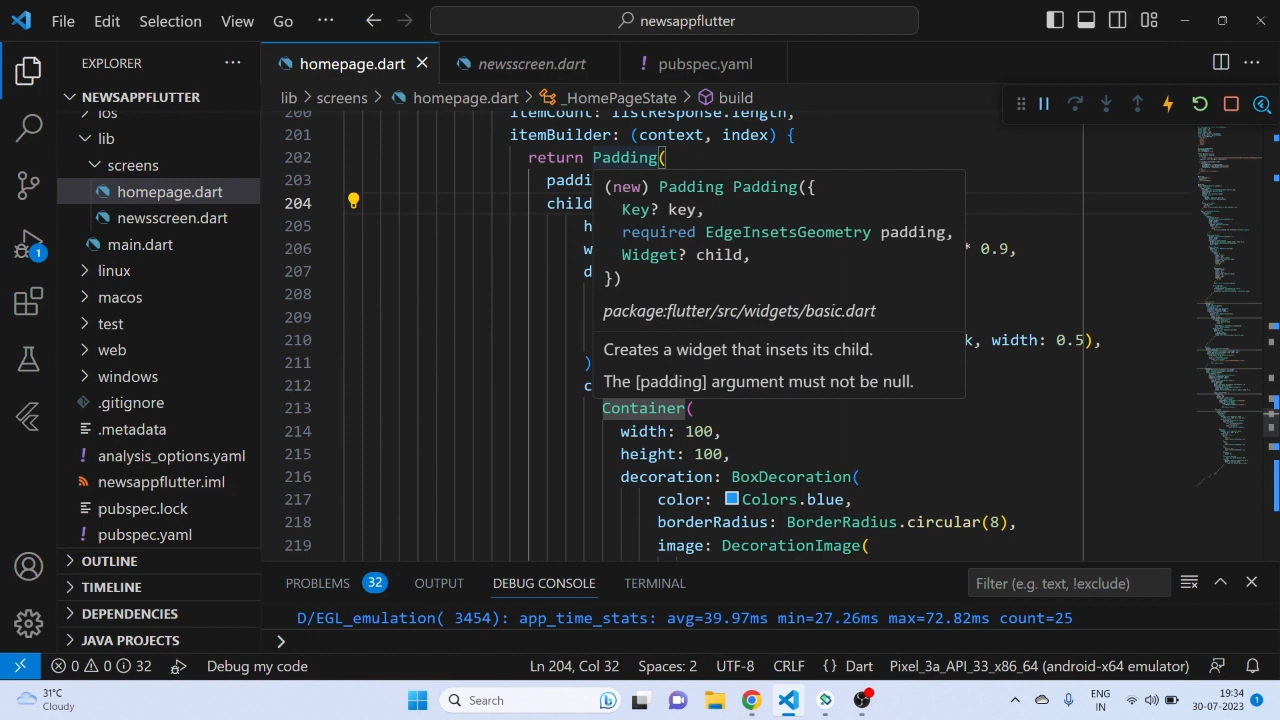 File Edit Selection View Go ··· newsappflutter
EXPLORER ···
NEWSAPPFLUTTER
ios
lib
screens
homepage.dart
newsscreen.dart
main.dart
linux
macos
test
web
windows
.gitignore
.metadata
analysis_options.yaml
newsappflutter.iml
pubspec.lock
pubspec.yaml
OUTLINE
TIMELINE
DEPENDENCIES
JAVA PROJECTS
1
homepage.dart newsscreen.dart pubspec.yaml
lib > screens > homepage.dart > _HomePageState > build
200 itemCount: listResponse.length,
201 itemBuilder: (context, index) {
202 return Padding(
203 paddi
204 child
205 h
206 w * 0.9,
207 d
208
209
210 k, width: 0.5),
211 )
212 c
213 Container(
214 width: 100,
215 height: 100,
216 decoration: BoxDecoration(
217 color: Colors.blue,
218 borderRadius: BorderRadius.circular(8),
219 image: DecorationImage(
(new) Padding Padding({
Key? key,
required EdgeInsetsGeometry padding,
Widget? child,
})
package:flutter/src/widgets/basic.dart
Creates a widget that insets its child.
The [padding] argument must not be null.
PROBLEMS 32 OUTPUT DEBUG CONSOLE TERMINAL Filter (e.g. text, !exclude)
D/EGL_emulation( 3454): app_time_stats: avg=39.97ms min=27.26ms max=72.82ms count=25
>
0 0 32 Debug my code Ln 204, Col 32 Spaces: 2 UTF-8 CRLF {} Dart Pixel_3a_API_33_x86_64 (android-x64 emulator)
31°C
Cloudy
Search
ENG
IN
19:34
30-07-2023
1